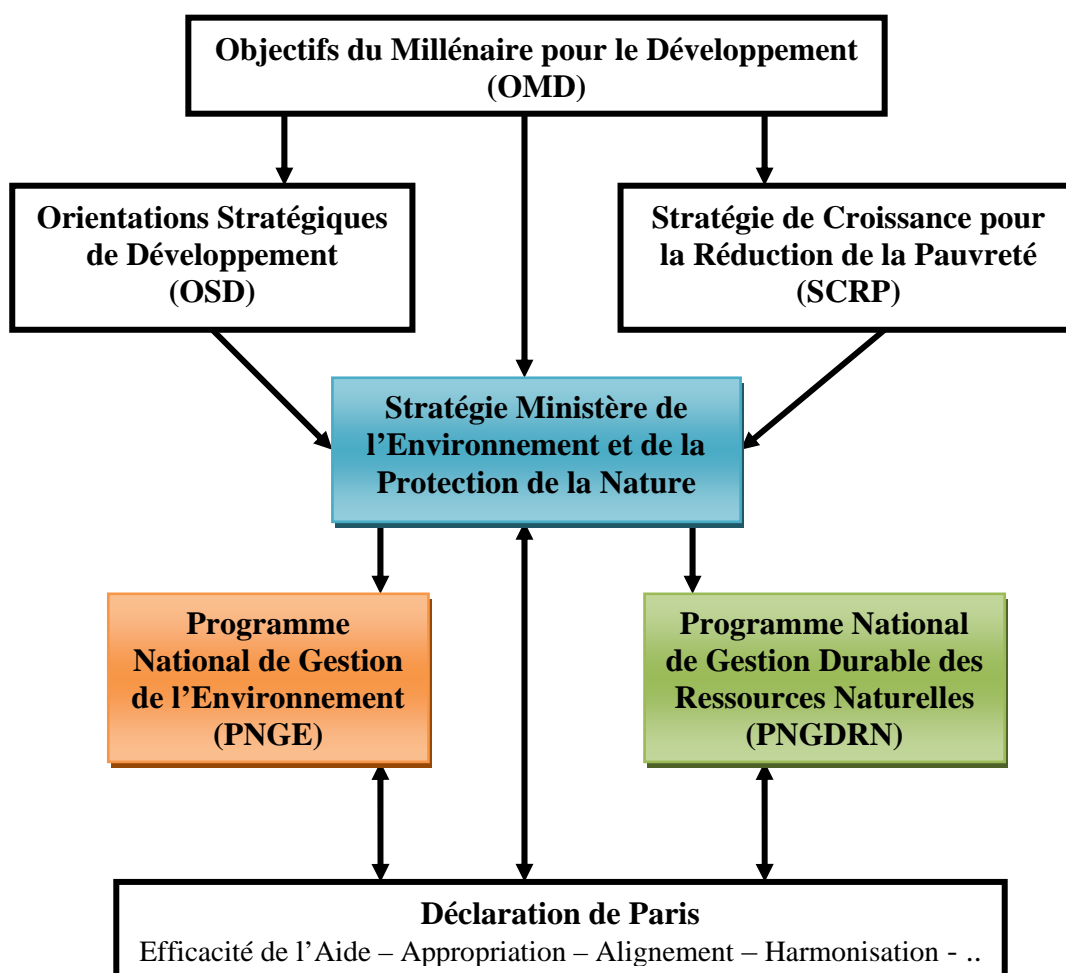 Objectifs du Millénaire pour le Développement
(OMD)
Orientations Stratégiques
de Développement
(OSD)
Stratégie de Croissance pour
la Réduction de la Pauvreté
(SCRP)
Stratégie Ministère de
l’Environnement et de la
Protection de la Nature
Programme
National de Gestion
de l’Environnement
(PNGE)
Programme National
de Gestion Durable des
Ressources Naturelles
(PNGDRN)
Déclaration de Paris
Efficacité de l’Aide – Appropriation – Alignement – Harmonisation - ..